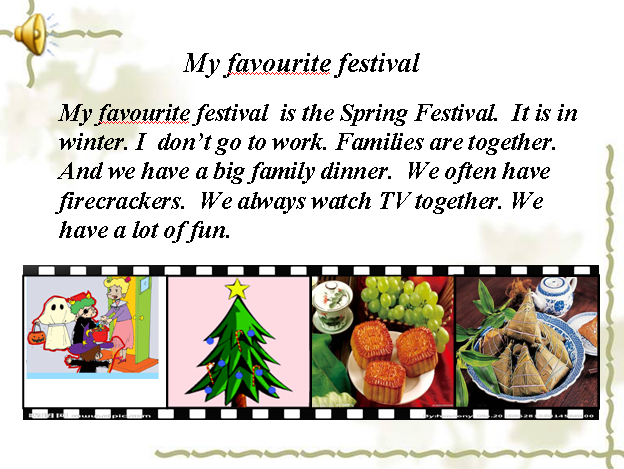 My favourite festival
My favourite festival is the Spring Festival. It is in
winter. I don't go to work. Families are together.
And we have a big family dinner. We often have
firecrackers. We always watch TV together. We
have a lot of fun.